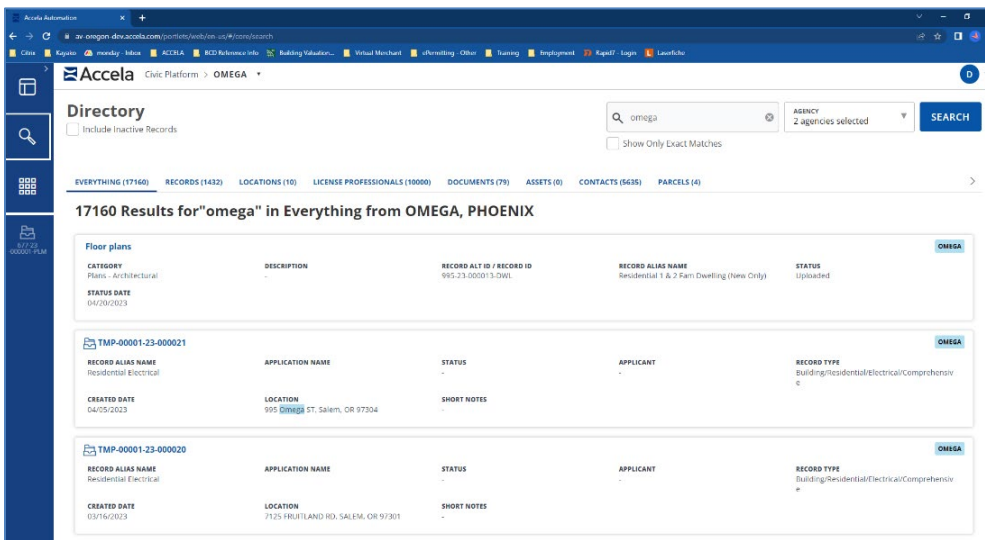 Accela Automation
av-oregon-dev.accela.com/portlets/web/en-us/#/core/search
Citrix Kayako monday - Inbox ACCELA BCD Reference Info Building Valuation... Virtual Merchant ePermitting - Other Training Employment Rapid7 - Login Laserfiche
Accela Civic Platform > OMEGA
D
Directory
Include Inactive Records
omega
AGENCY
2 agencies selected
SEARCH
Show Only Exact Matches
EVERYTHING (17160) RECORDS (1432) LOCATIONS (10) LICENSE PROFESSIONALS (10000) DOCUMENTS (79) ASSETS (0) CONTACTS (5635) PARCELS (4)
17160 Results for"omega" in Everything from OMEGA, PHOENIX
-000001-PLM
Floor plans OMEGA
CATEGORY DESCRIPTION RECORD ALT ID / RECORD ID RECORD ALIAS NAME STATUS
Plans - Architectural - 995-23-000013-DWL Residential 1 & 2 Fam Dwelling (New Only) Uploaded
STATUS DATE
04/20/2023
TMP-00001-23-000021 OMEGA
RECORD ALIAS NAME APPLICATION NAME STATUS APPLICANT RECORD TYPE
Residential Electrical - - Building/Residential/Electrical/Comprehensiv
e
CREATED DATE LOCATION SHORT NOTES
04/05/2023 995 Omega ST, Salem, OR 97304 -
TMP-00001-23-000020 OMEGA
RECORD ALIAS NAME APPLICATION NAME STATUS APPLICANT RECORD TYPE
Residential Electrical - - Building/Residential/Electrical/Comprehensiv
e
CREATED DATE LOCATION SHORT NOTES
03/16/2023 7125 FRUITLAND RD, SALEM, OR 97301 -